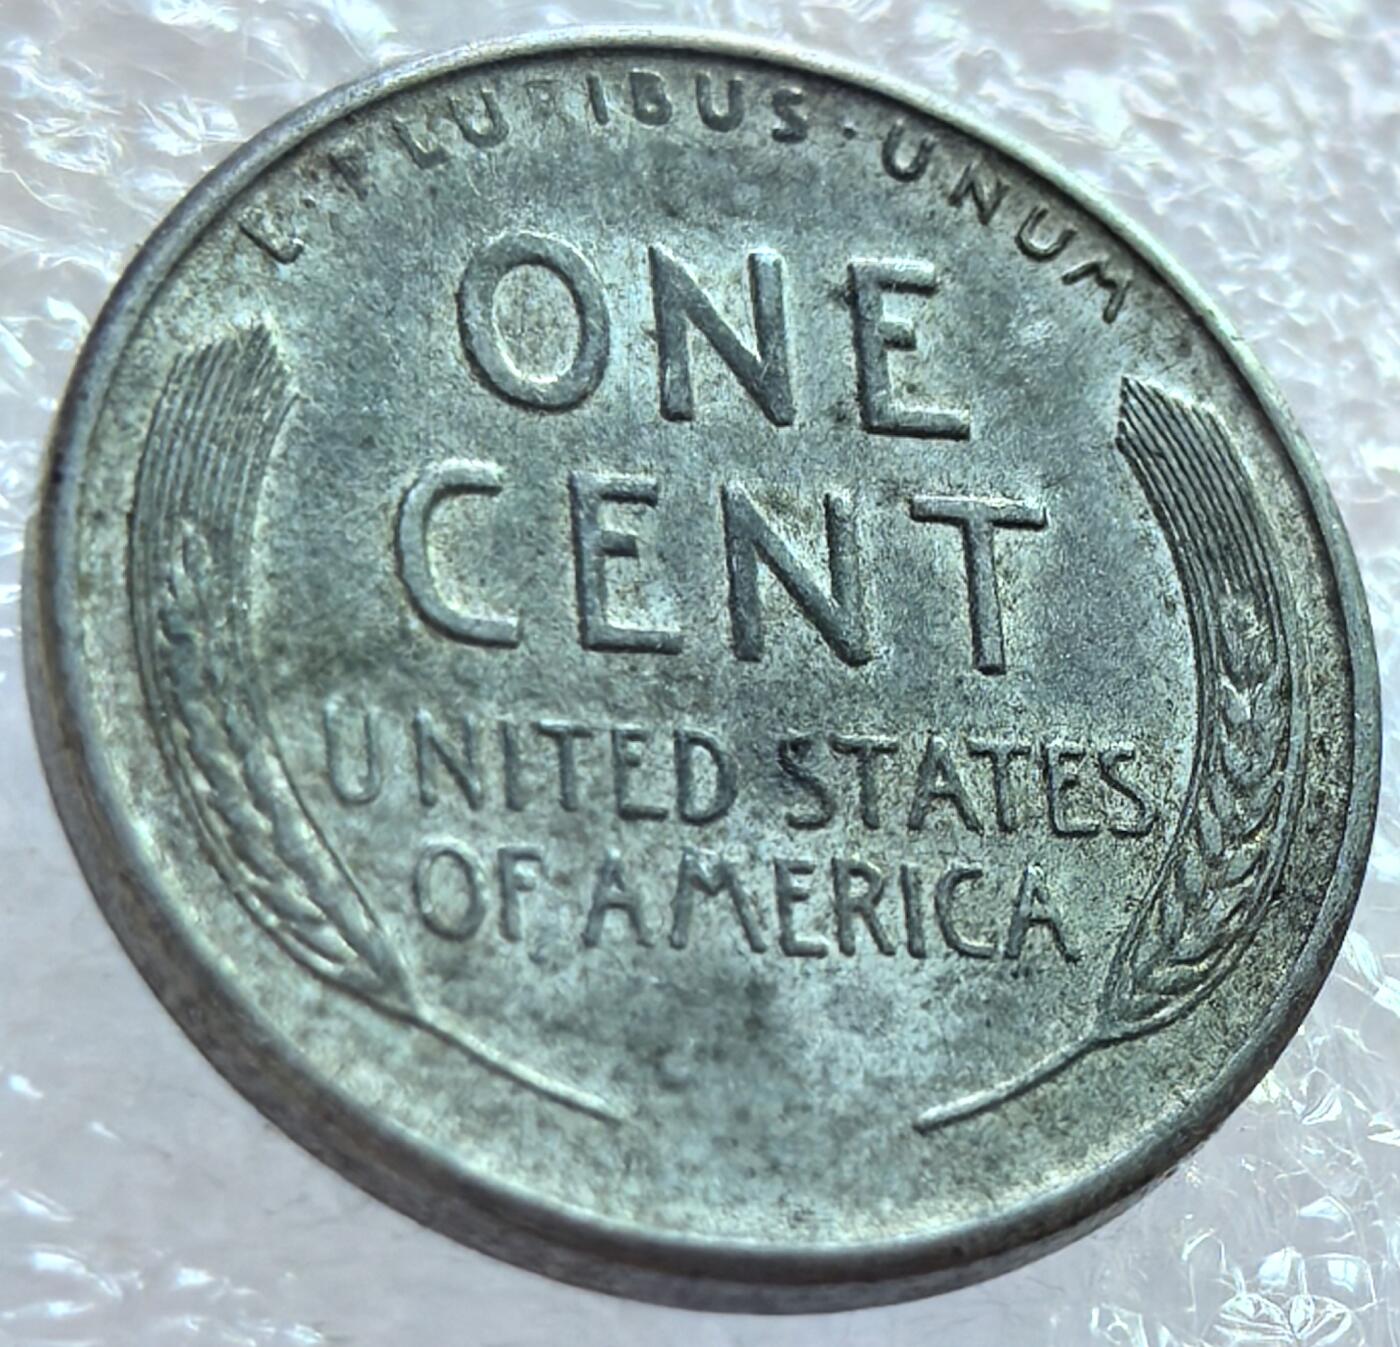 E·PLURIBUS·UNUM
ONE
CENT
UNITED STATES
OF AMERICA